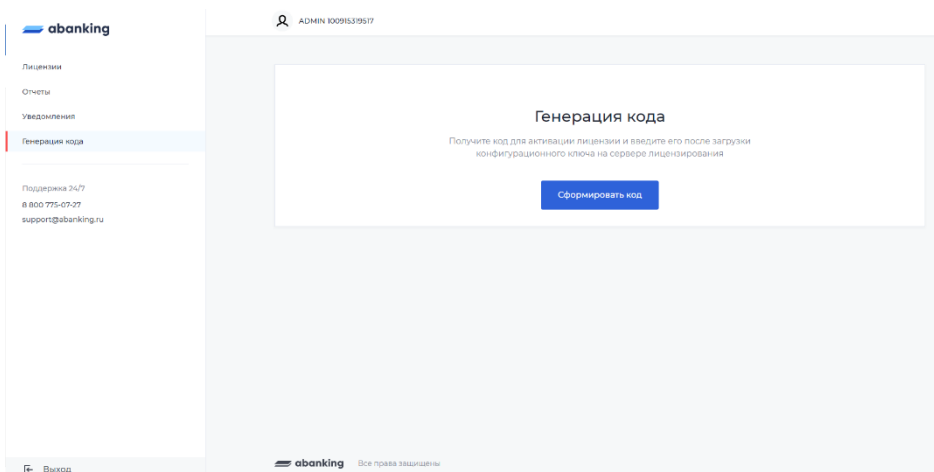 abanking
ADMIN 100915319517
Лицензии
Отчеты
Уведомления
Генерация кода
Поддержка 24/7
8 800 775-07-27
support@abanking.ru
Выход
Генерация кода
Получите код для активации лицензии и введите его после загрузки
конфигурационного ключа на сервере лицензирования
Сформировать код
abanking Все права защищены